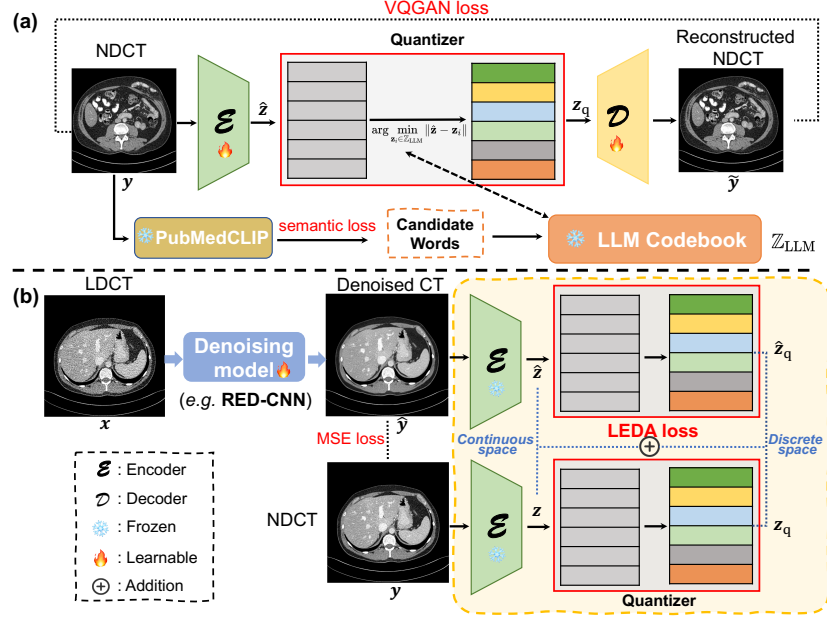 (a)
VQGAN loss
NDCT
Quantizer
Reconstructed
NDCT
ℰ
ẑ
arg min ‖ẑ − zᵢ‖
zᵢ∈ℤ_LLM
z_q
𝒟
y
ỹ
PubMedCLIP
semantic loss
Candidate
Words
LLM Codebook
ℤ_LLM
(b)
LDCT
Denoised CT
Denoising
model
(e.g. RED-CNN)
x
ŷ
ℰ
ẑ
ẑ_q
MSE loss
Continuous
space
LEDA loss
Discrete
space
NDCT
y
ℰ
z
z_q
Quantizer
ℰ : Encoder
𝒟 : Decoder
: Frozen
: Learnable
⊕ : Addition